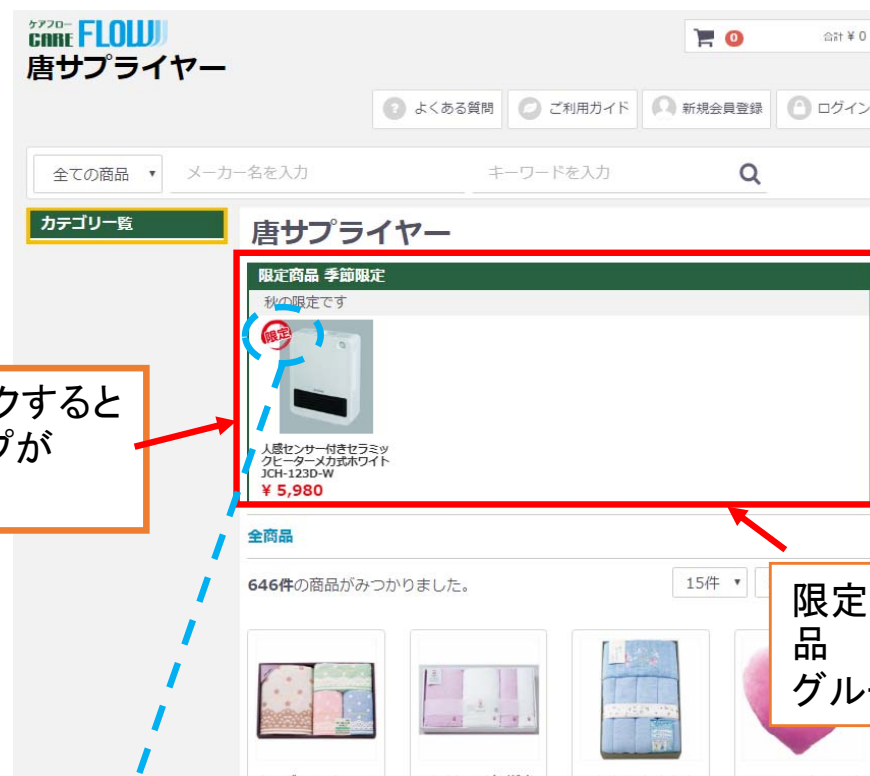 ケアフロー
CARE FLOW
唐サプライヤー
0
合計 ¥ 0
よくある質問
ご利用ガイド
新規会員登録
ログイン
全ての商品
メーカー名を入力
キーワードを入力
カテゴリ一覧
唐サプライヤー
限定商品 季節限定
秋の限定です
限定
人感センサー付きセラミッ
クヒーターメカ式ホワイト
JCH-123D-W
¥ 5,980
クすると
プが
全商品
646件の商品がみつかりました。
15件
限定
品
グル